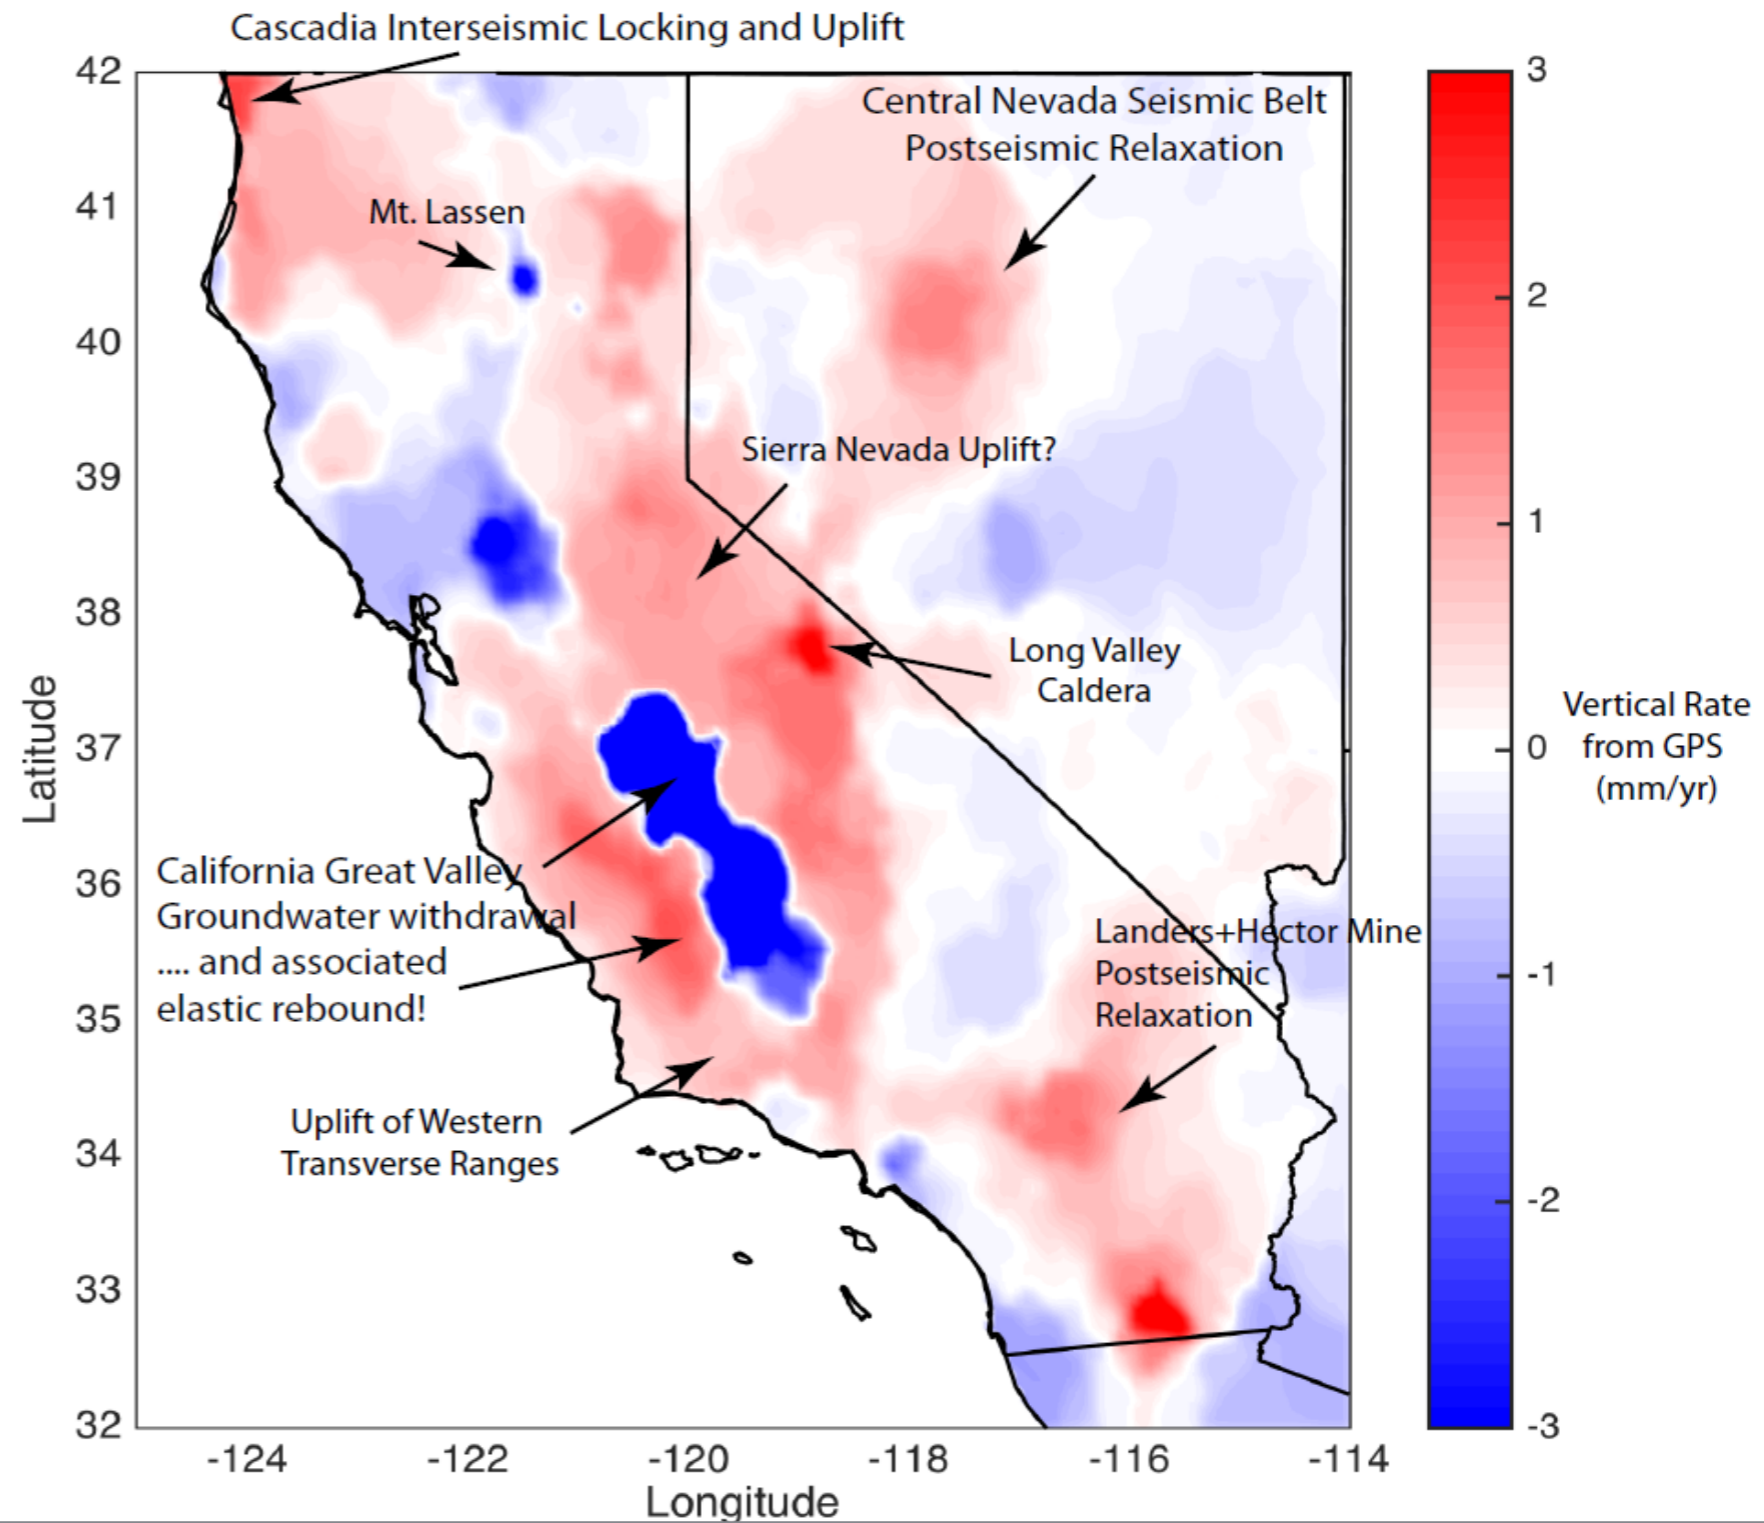 Cascadia Interseismic Locking and Uplift
Central Nevada Seismic Belt
Postseismic Relaxation
Mt. Lassen
Sierra Nevada Uplift?
Long Valley
Caldera
California Great Valley
Groundwater withdrawal
.... and associated
elastic rebound!
Landers+Hector Mine
Postseismic
Relaxation
Uplift of Western
Transverse Ranges
Latitude
42
41
40
39
38
37
36
35
34
33
32
-124
-122
-120
-118
-116
-114
Longitude
3
2
1
0
-1
-2
-3
Vertical Rate
from GPS
(mm/yr)